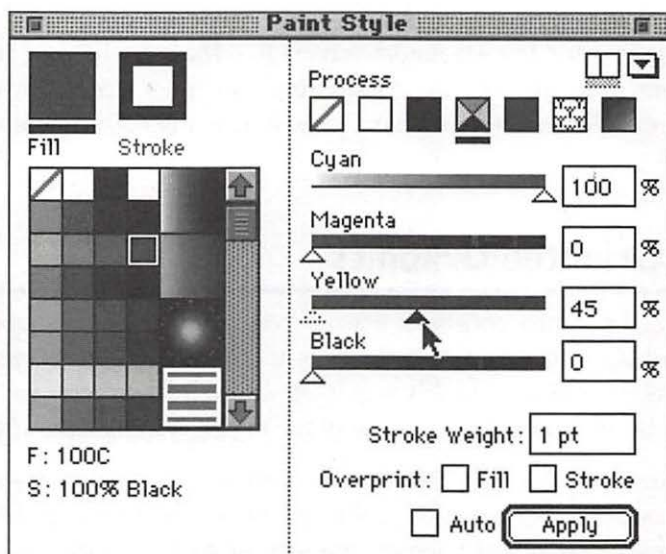 Paint Style
Fill
Stroke
F: 100C
S: 100% Black
Process
Cyan
100 %
Magenta
0 %
Yellow
45 %
Black
0 %
Stroke Weight: 1 pt
Overprint: Fill Stroke
Auto Apply